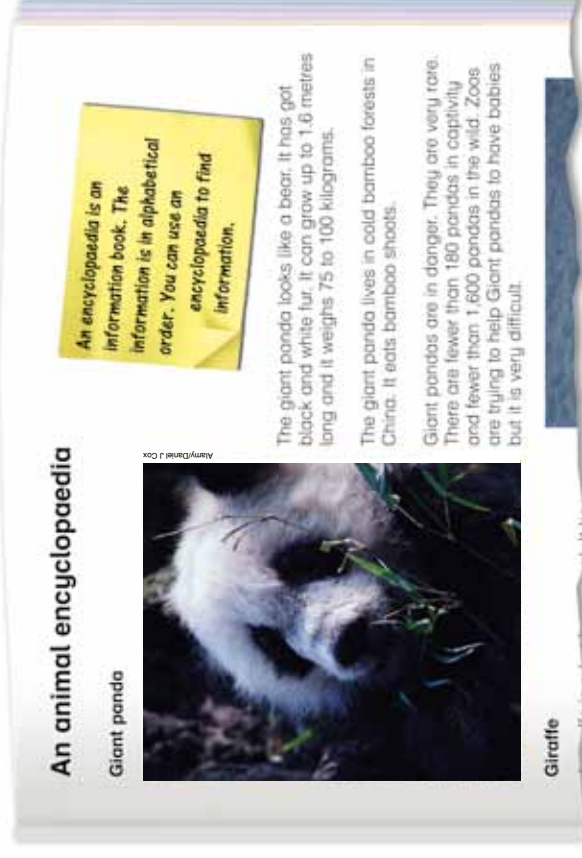 An animal encyclopaedia
An encyclopaedia is an
information book. The
information is in alphabetical
order. You can use an
encyclopaedia to find
information.
Giant panda
Alamy/Daniel J Cox
The giant panda looks like a bear. It has got
black and white fur. It can grow up to 1.6 metres
long and it weighs 75 to 100 kilograms.
The giant panda lives in cold bamboo forests in
China. It eats bamboo shoots.
Giant pandas are in danger. They are very rare.
There are fewer than 180 pandas in captivity
and fewer than 1,600 pandas in the wild. Zoos
are trying to help Giant pandas to have babies
but it is very difficult.
Giraffe